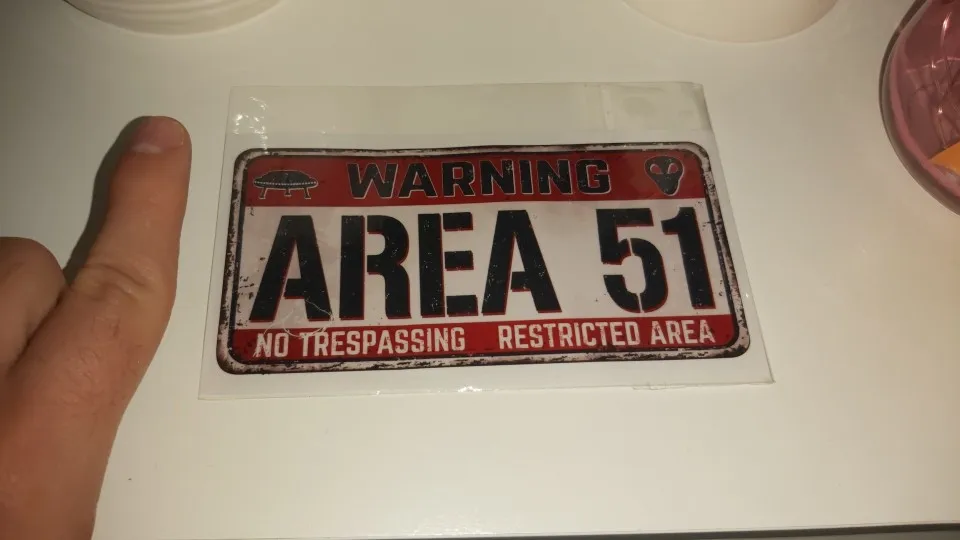 WARNING
AREA 51
NO TRESPASSING RESTRICTED AREA